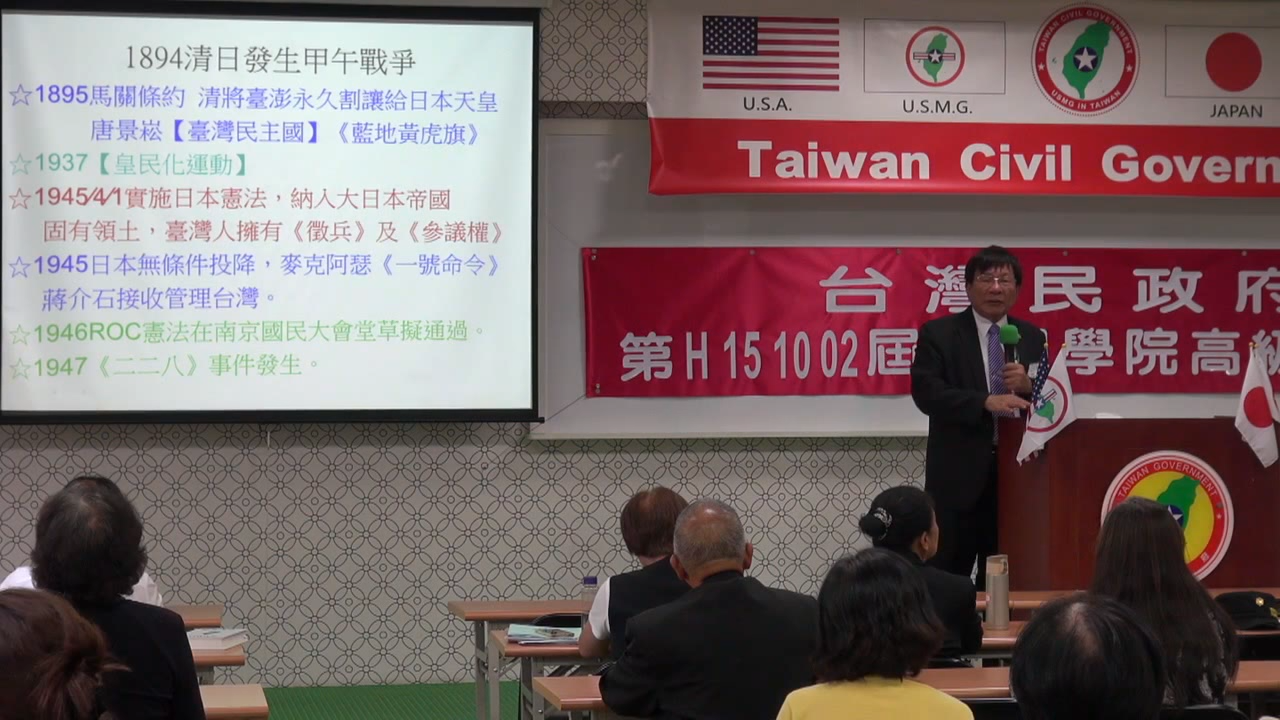 1894清日發生甲午戰爭
☆1895馬關條約 清將臺澎永久割讓給日本天皇
唐景崧【臺灣民主國】《藍地黃虎旗》
☆1937【皇民化運動】
☆1945/4/1實施日本憲法，納入大日本帝國
固有領土，臺灣人擁有《徵兵》及《參議權》
☆1945日本無條件投降，麥克阿瑟《一號命令》
蔣介石接收管理台灣。
☆1946ROC憲法在南京國民大會堂草擬通過。
☆1947《二二八》事件發生。
U.S.A.
U.S.M.G.
TAIWAN CIVIL GOVERNMENT
USMG IN TAIWAN
JAPAN
Taiwan Civil Govern
台灣民政府
第H 15 10 02屆 學院高
TAIWAN GOVERNMENT